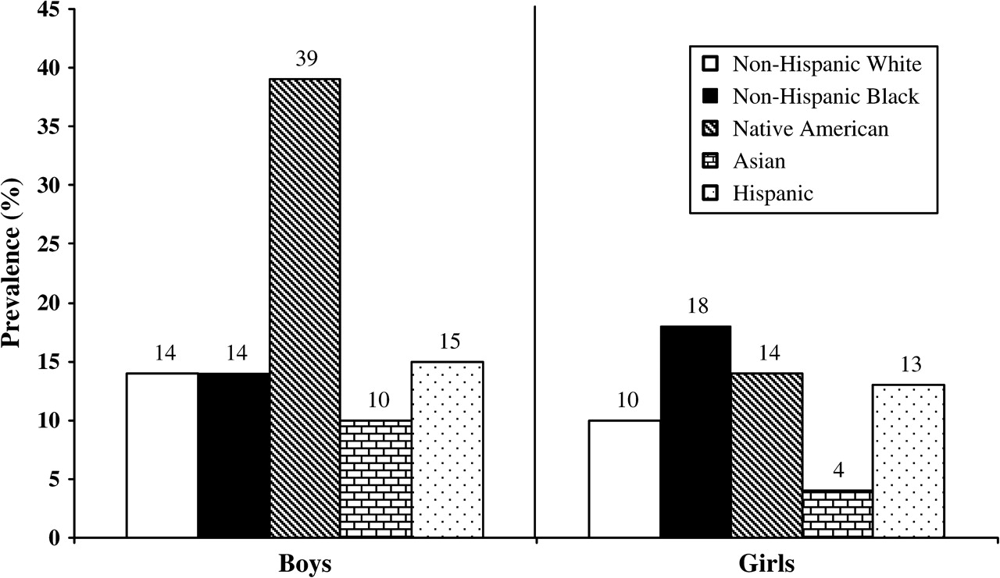 Prevalence (%)
45
40
35
30
25
20
15
10
5
0
14
14
39
10
15
10
18
14
4
13
Boys
Girls
Non-Hispanic White
Non-Hispanic Black
Native American
Asian
Hispanic